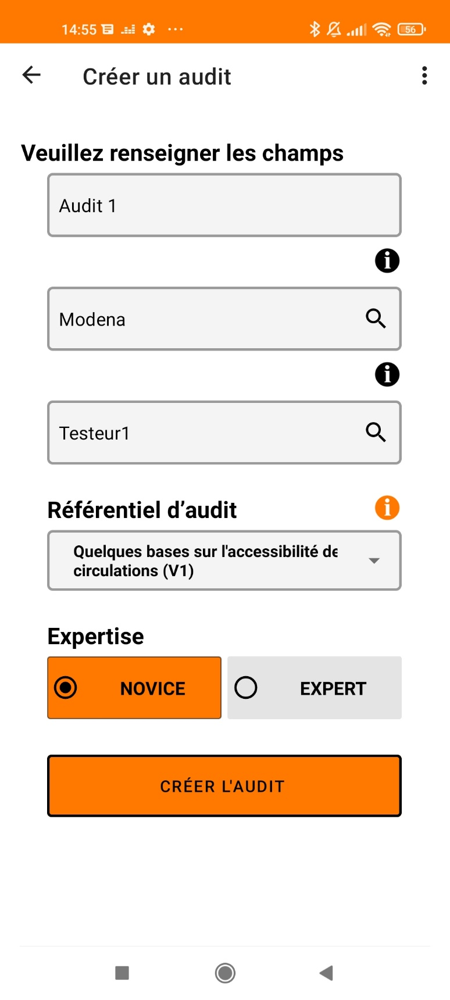 14:55
56
Créer un audit
Veuillez renseigner les champs
Audit 1
Modena
Testeur1
Référentiel d’audit
Quelques bases sur l'accessibilité de
circulations (V1)
Expertise
NOVICE
EXPERT
CRÉER L'AUDIT